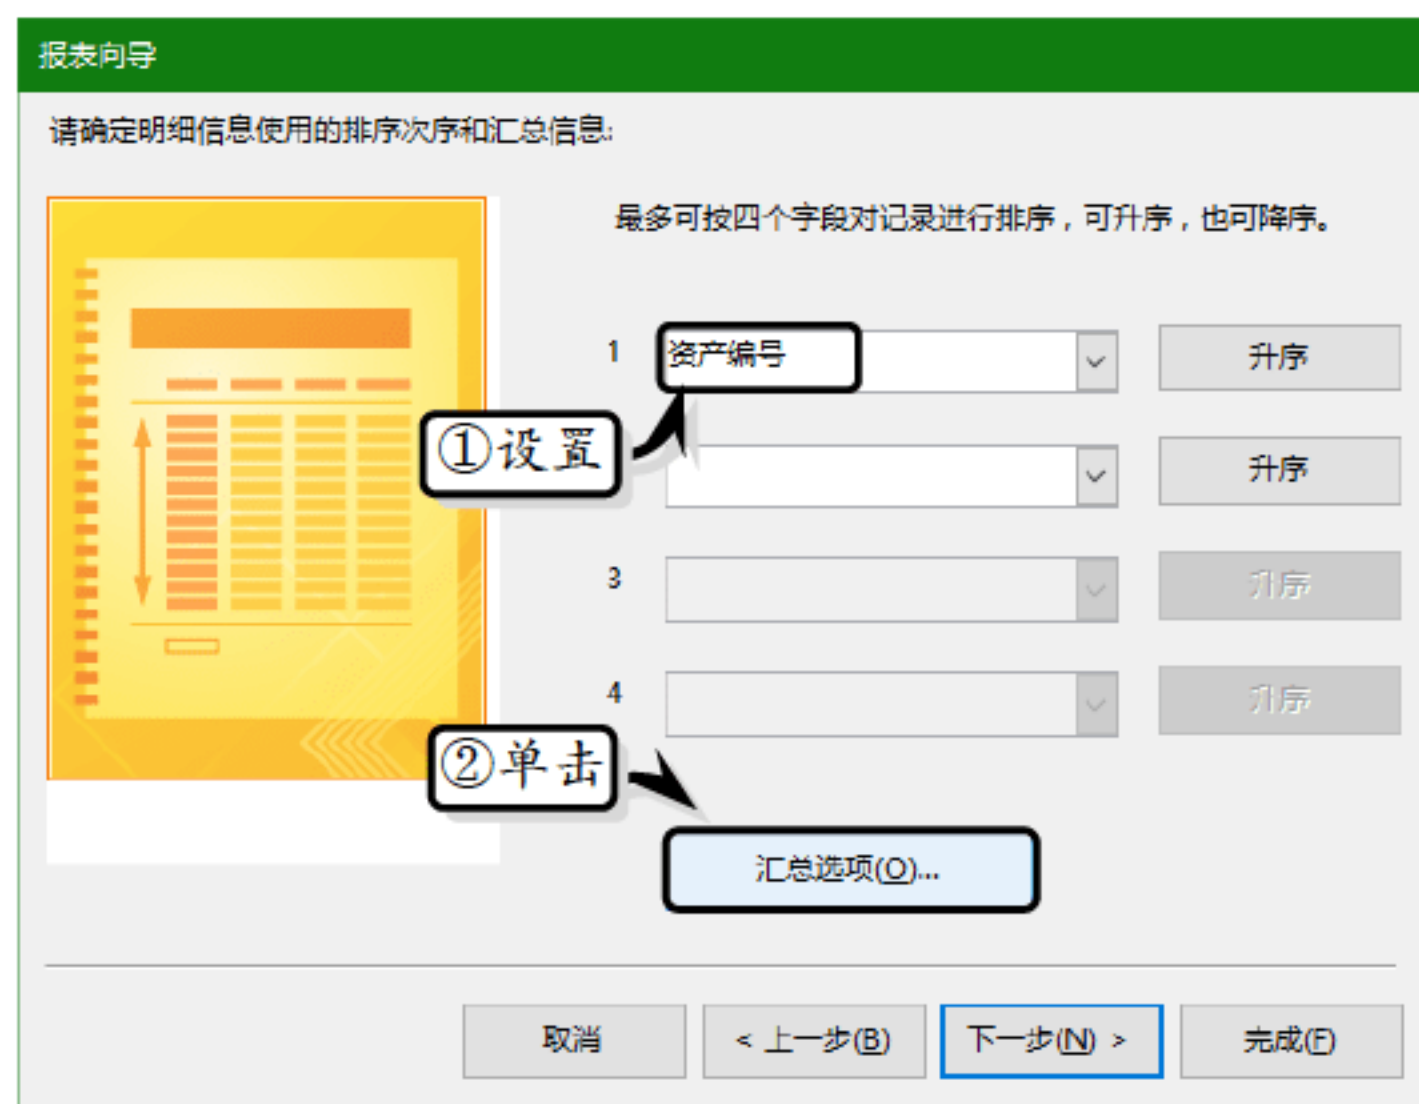 报表向导
请确定明细信息使用的排序次序和汇总信息:
最多可按四个字段对记录进行排序，可升序，也可降序。
1 资产编号 升序
①设置
升序
3 升序
4 升序
②单击
汇总选项(O)...
取消 < 上一步(B) 下一步(N) > 完成(F)